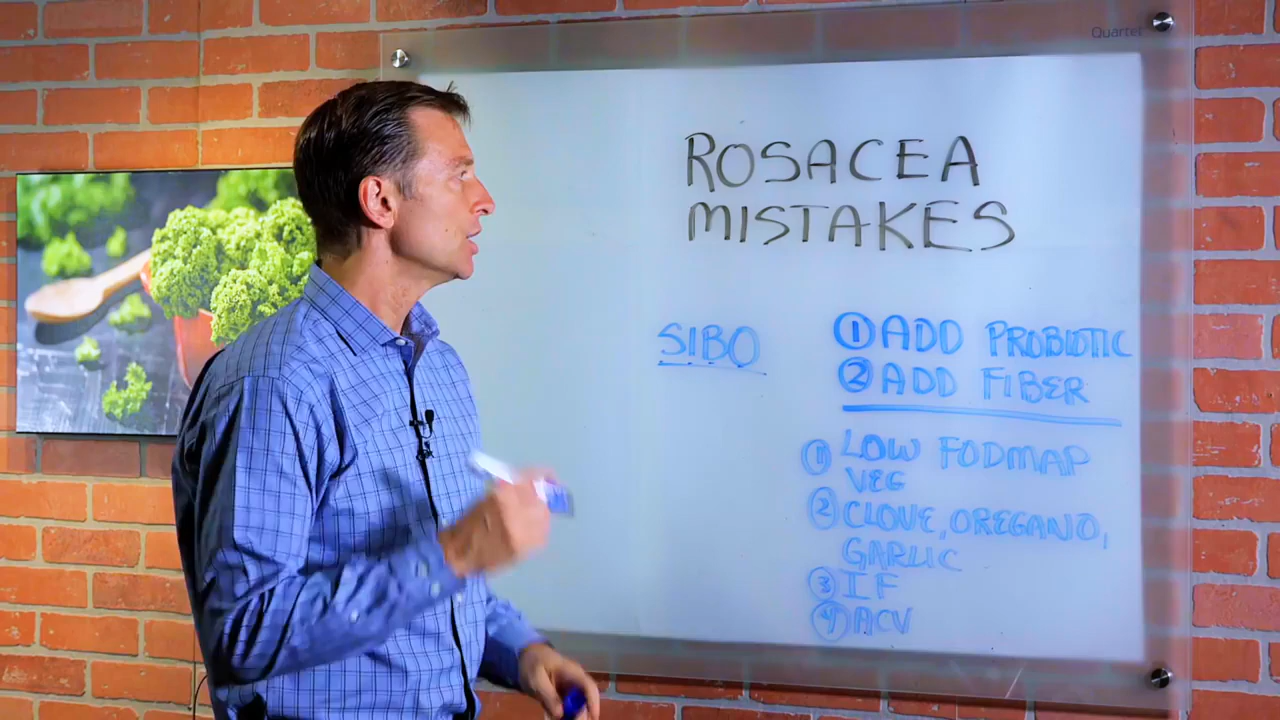 Quartet
ROSACEA
MISTAKES
SIBO
① ADD PROBIOTIC
② ADD FIBER
① LOW FODMAP
VEG
② CLOVE, OREGANO,
GARLIC
③ IF
④ ACV